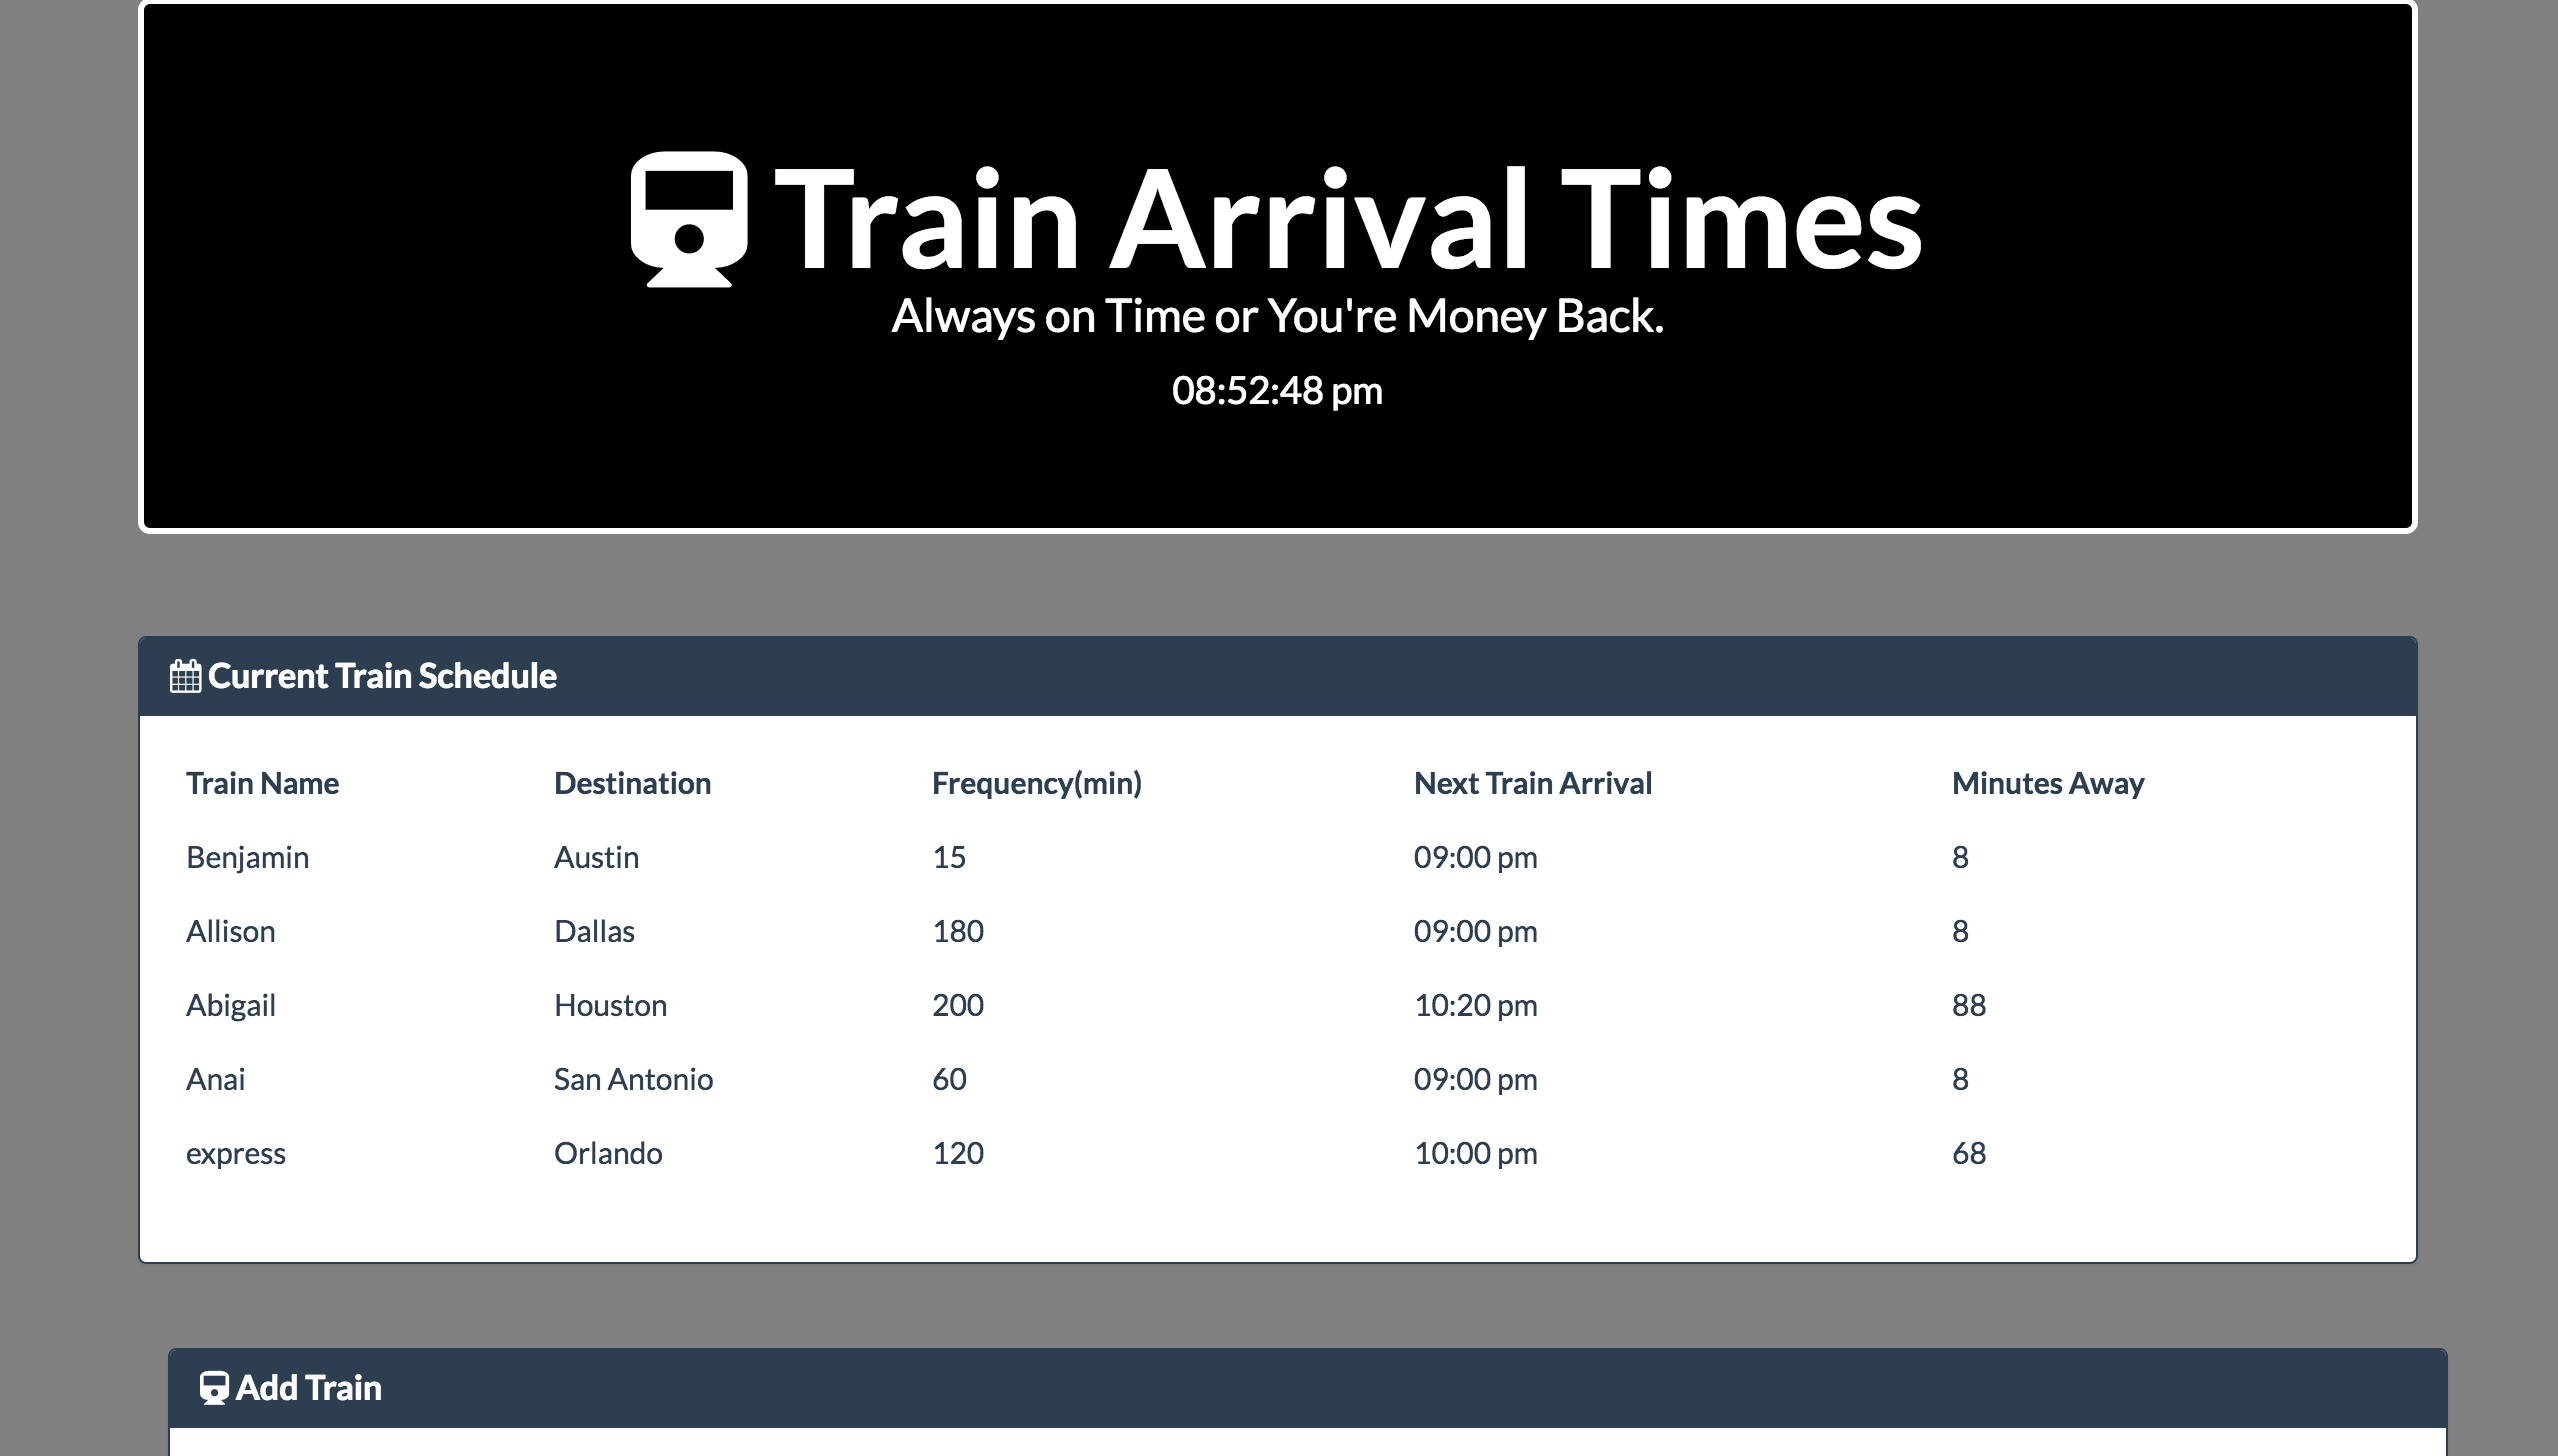 Train Arrival Times
Always on Time or You're Money Back.
08:52:48 pm
Current Train Schedule
Train Name Destination Frequency(min) Next Train Arrival Minutes Away
Benjamin Austin 15 09:00 pm 8
Allison Dallas 180 09:00 pm 8
Abigail Houston 200 10:20 pm 88
Anai San Antonio 60 09:00 pm 8
express Orlando 120 10:00 pm 68
Add Train